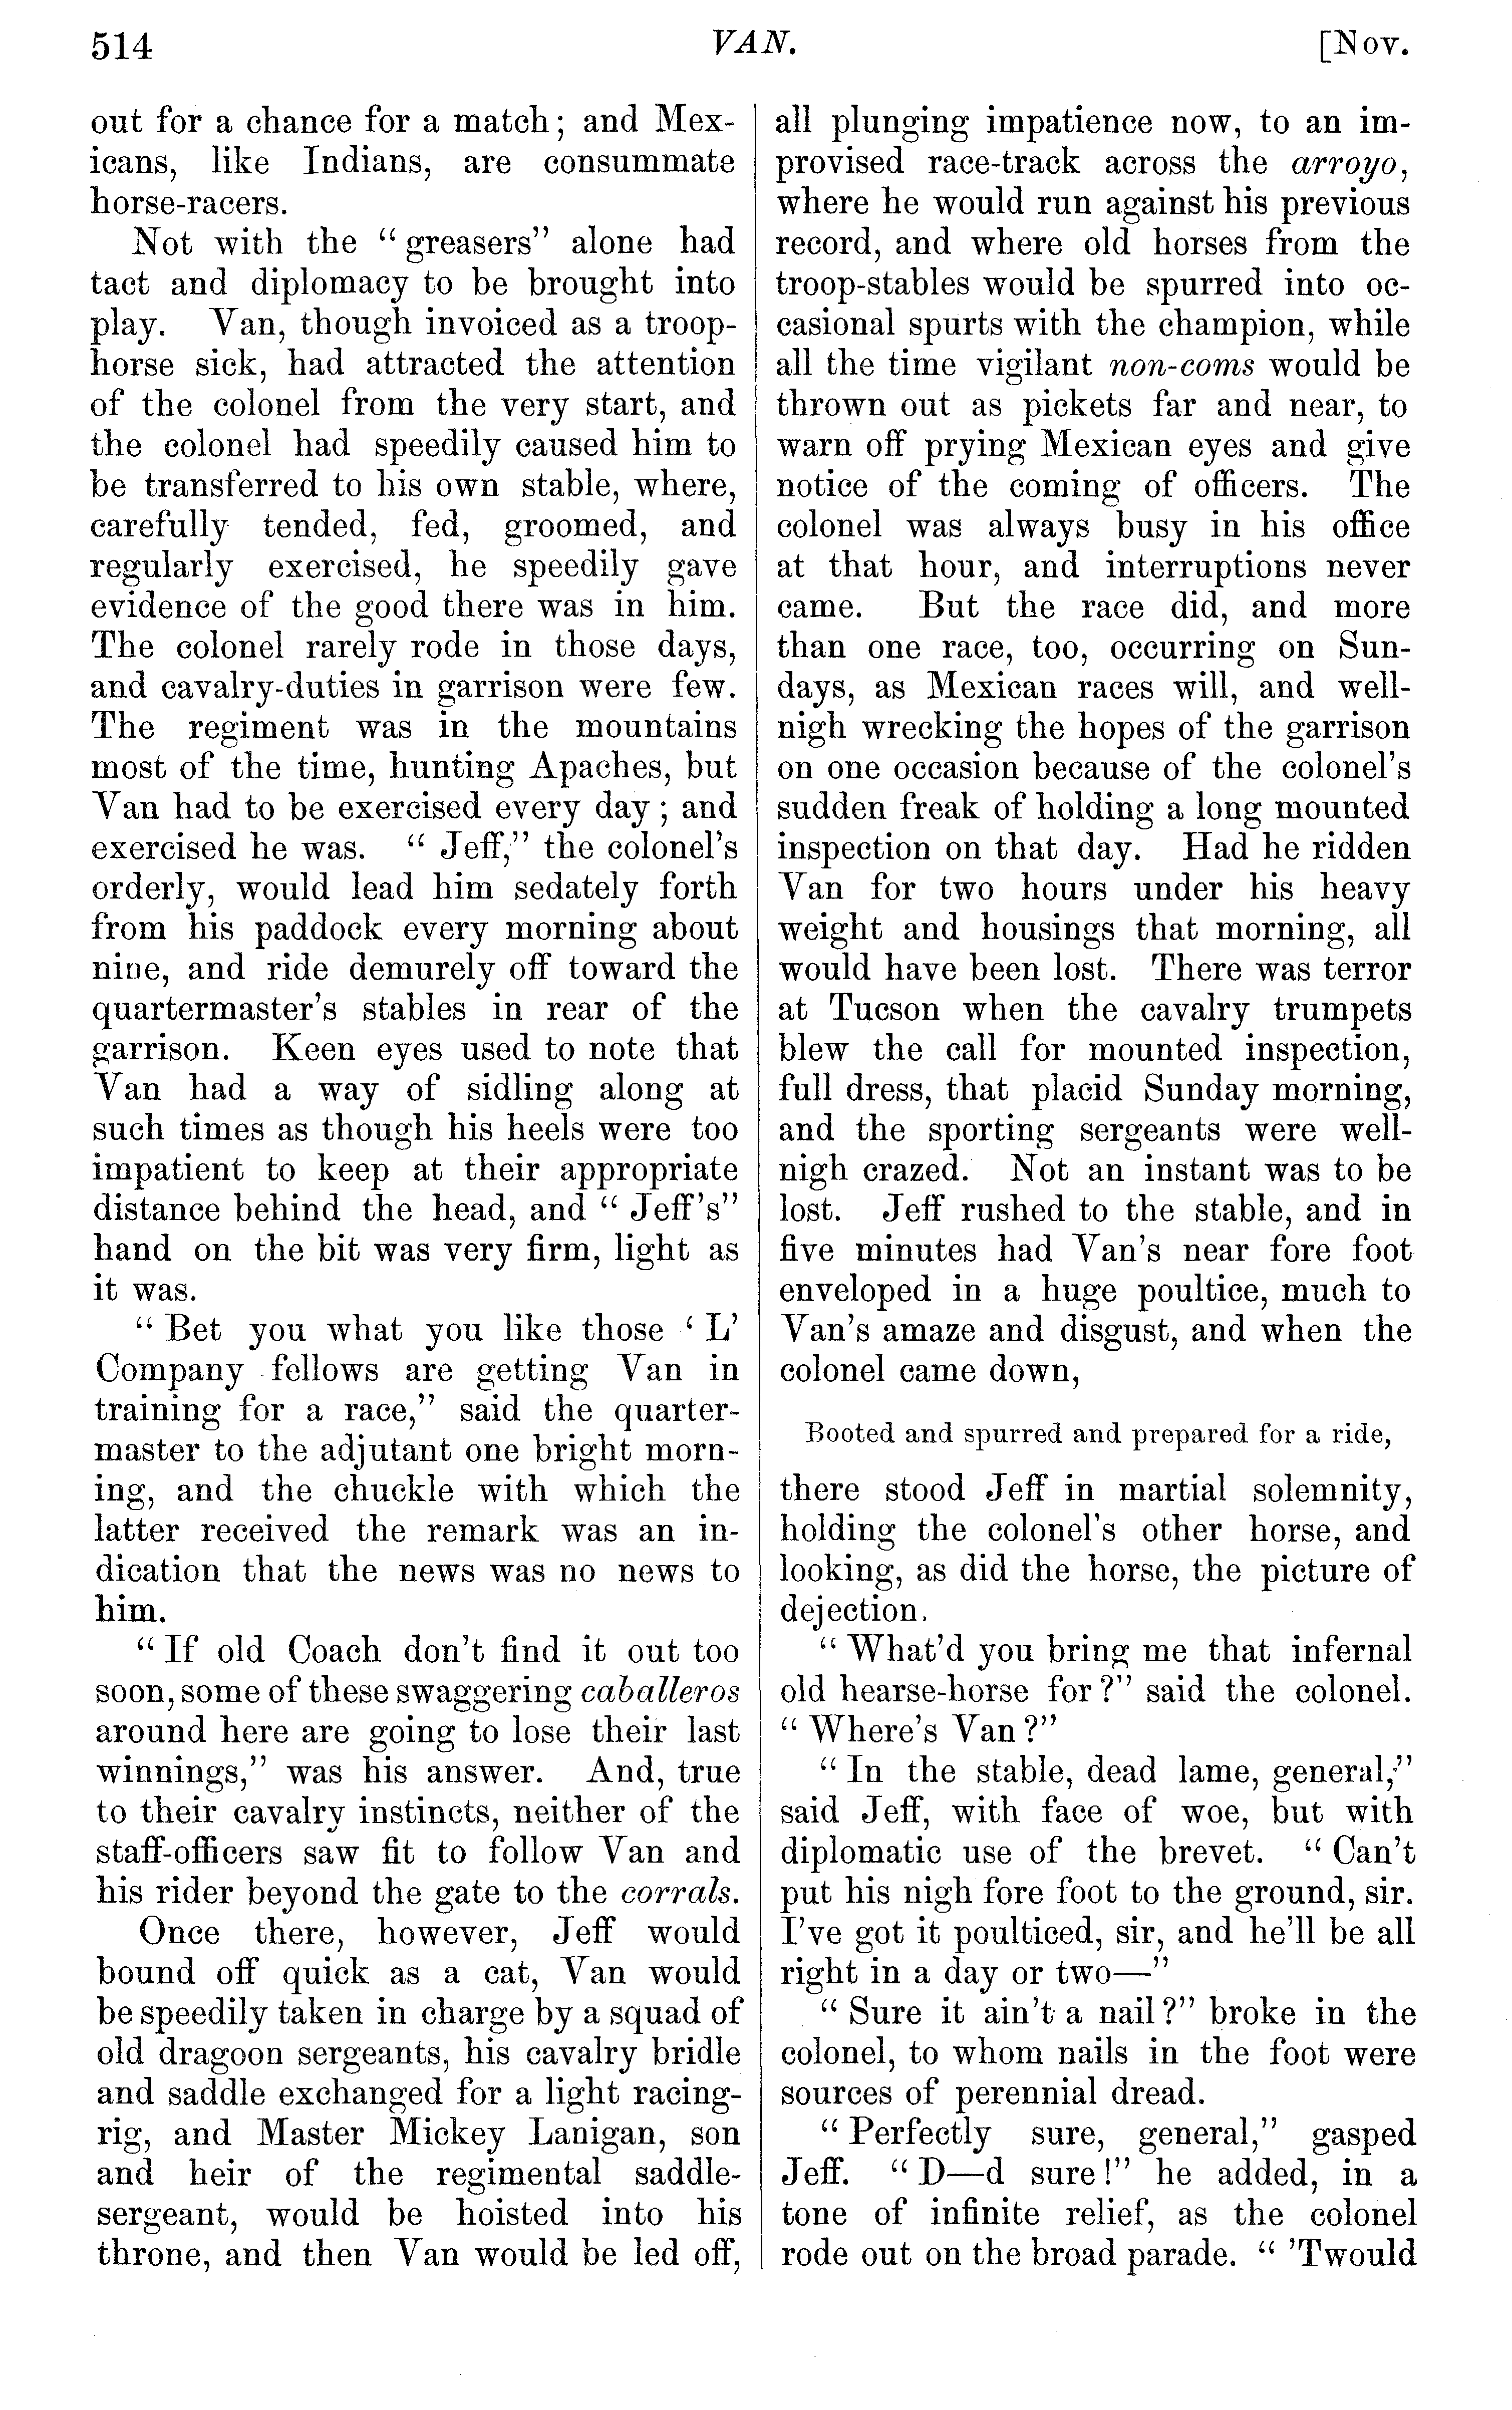 514 VAN. [Nov.
out for a chance for a match; and Mex-
icans, like Indians, are consummate
horse-racers.
Not with the "greasers" alone had
tact and diplomacy to be brought into
play. Van, though invoiced as a troop-
horse sick, had attracted the attention
of the colonel from the very start, and
the colonel had speedily caused him to
be transferred to his own stable, where,
carefully tended, fed, groomed, and
regularly exercised, he speedily gave
evidence of the good there was in him.
The colonel rarely rode in those days,
and cavalry-duties in garrison were few.
The regiment was in the mountains
most of the time, hunting Apaches, but
Van had to be exercised every day; and
exercised he was. "Jeff," the colonel's
orderly, would lead him sedately forth
from his paddock every morning about
nine, and ride demurely off toward the
quartermaster's stables in rear of the
garrison. Keen eyes used to note that
Van had a way of sidling along at
such times as though his heels were too
impatient to keep at their appropriate
distance behind the head, and "Jeff's"
hand on the bit was very firm, light as
it was.
"Bet you what you like those 'L'
Company fellows are getting Van in
training for a race," said the quarter-
master to the adjutant one bright morn-
ing, and the chuckle with which the
latter received the remark was an in-
dication that the news was no news to
him.
"If old Coach don't find it out too
soon, some of these swaggering caballeros
around here are going to lose their last
winnings," was his answer. And, true
to their cavalry instincts, neither of the
staff-officers saw fit to follow Van and
his rider beyond the gate to the corrals.
Once there, however, Jeff would
bound off quick as a cat, Van would
be speedily taken in charge by a squad of
old dragoon sergeants, his cavalry bridle
and saddle exchanged for a light racing-
rig, and Master Mickey Lanigan, son
and heir of the regimental saddle-
sergeant, would be hoisted into his
throne, and then Van would be led off,
all plunging impatience now, to an im-
provised race-track across the arroyo,
where he would run against his previous
record, and where old horses from the
troop-stables would be spurred into oc-
casional spurts with the champion, while
all the time vigilant non-coms would be
thrown out as pickets far and near, to
warn off prying Mexican eyes and give
notice of the coming of officers. The
colonel was always busy in his office
at that hour, and interruptions never
came. But the race did, and more
than one race, too, occurring on Sun-
days, as Mexican races will, and well-
nigh wrecking the hopes of the garrison
on one occasion because of the colonel's
sudden freak of holding a long mounted
inspection on that day. Had he ridden
Van for two hours under his heavy
weight and housings that morning, all
would have been lost. There was terror
at Tucson when the cavalry trumpets
blew the call for mounted inspection,
full dress, that placid Sunday morning,
and the sporting sergeants were well-
nigh crazed. Not an instant was to be
lost. Jeff rushed to the stable, and in
five minutes had Van's near fore foot
enveloped in a huge poultice, much to
Van's amaze and disgust, and when the
colonel came down,
Booted and spurred and prepared for a ride,
there stood Jeff in martial solemnity,
holding the colonel's other horse, and
looking, as did the horse, the picture of
dejection.
"What'd you bring me that infernal
old hearse-horse for?" said the colonel.
"Where's Van?"
"In the stable, dead lame, general,"
said Jeff, with face of woe, but with
diplomatic use of the brevet. "Can't
put his nigh fore foot to the ground, sir.
I've got it poulticed, sir, and he'll be all
right in a day or two—"
"Sure it ain't a nail?" broke in the
colonel, to whom nails in the foot were
sources of perennial dread.
"Perfectly sure, general," gasped
Jeff. "D—d sure!" he added, in a
tone of infinite relief, as the colonel
rode out on the broad parade. "'Twould